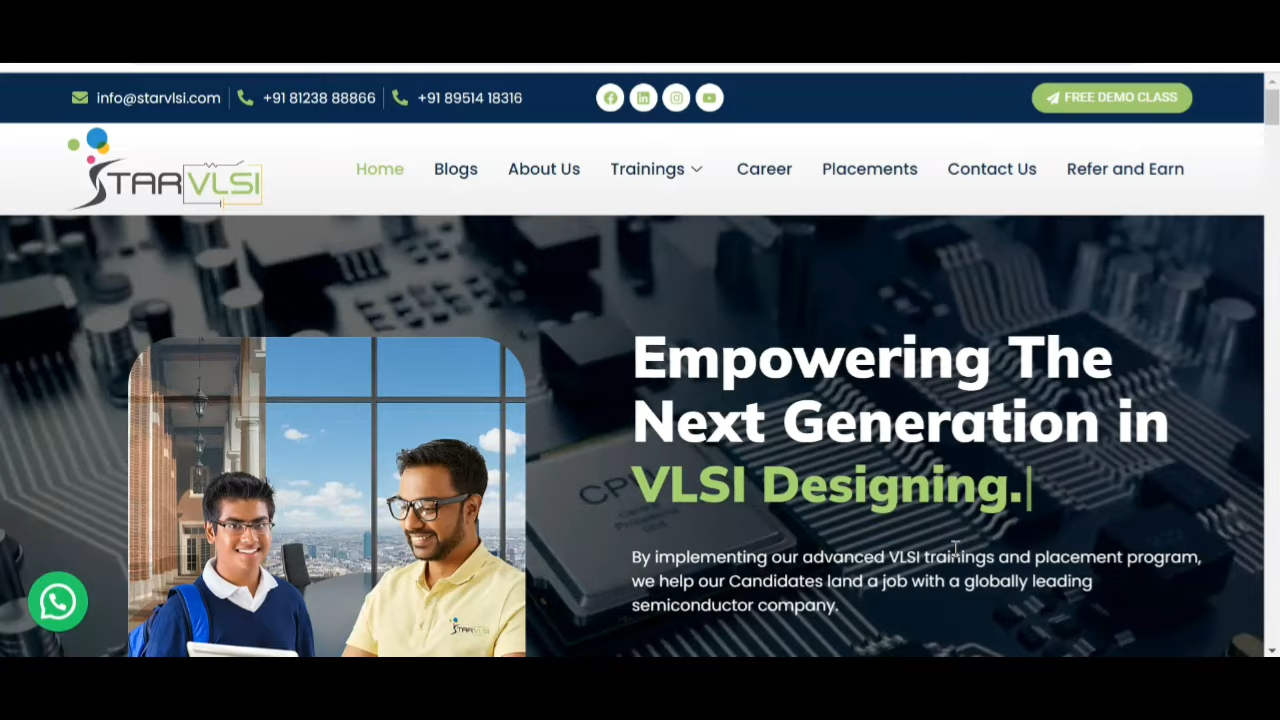 info@starvlsi.com +91 81238 88866 +91 89514 18316 FREE DEMO CLASS
STARVLSI
Home Blogs About Us Trainings Career Placements Contact Us Refer and Earn
Empowering The
Next Generation in
VLSI Designing.
By implementing our advanced VLSI trainings and placement program,
we help our Candidates land a job with a globally leading
semiconductor company.
CPU
STARVLSI